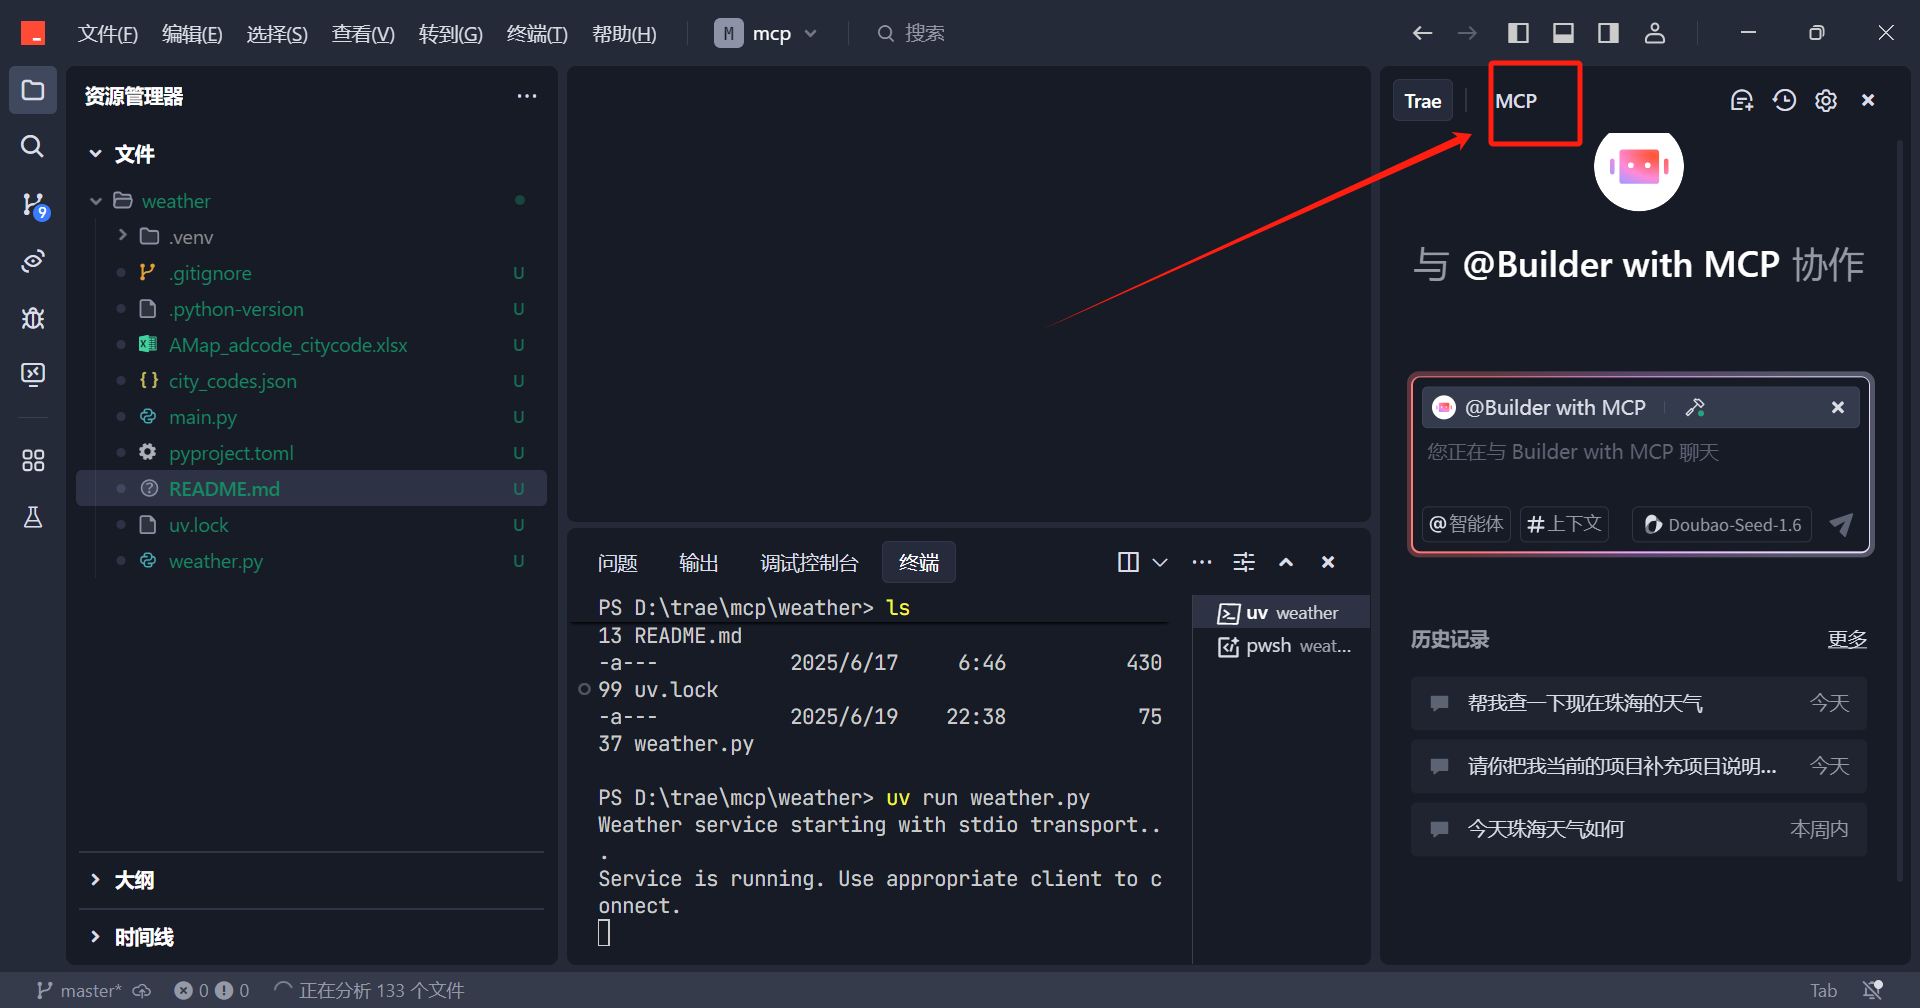 文件(F) 编辑(E) 选择(S) 查看(V) 转到(G) 终端(T) 帮助(H) M mcp 搜索
资源管理器
文件
weather
.venv
.gitignore U
.python-version U
AMap_adcode_citycode.xlsx U
city_codes.json U
main.py U
pyproject.toml U
README.md U
uv.lock U
weather.py U
大纲
时间线
9
问题 输出 调试控制台 终端
PS D:\trae\mcp\weather> ls
13 README.md
-a--- 2025/6/17 6:46 430
99 uv.lock
-a--- 2025/6/19 22:38 75
37 weather.py
PS D:\trae\mcp\weather> uv run weather.py
Weather service starting with stdio transport..
.
Service is running. Use appropriate client to c
onnect.
uv weather
pwsh weat...
Trae MCP
与 @Builder with MCP 协作
@Builder with MCP
您正在与 Builder with MCP 聊天
@智能体 #上下文 Doubao-Seed-1.6
历史记录 更多
帮我查一下现在珠海的天气 今天
请你把我当前的项目补充项目说明... 今天
今天珠海天气如何 本周内
master* 0 0 正在分析 133 个文件 Tab